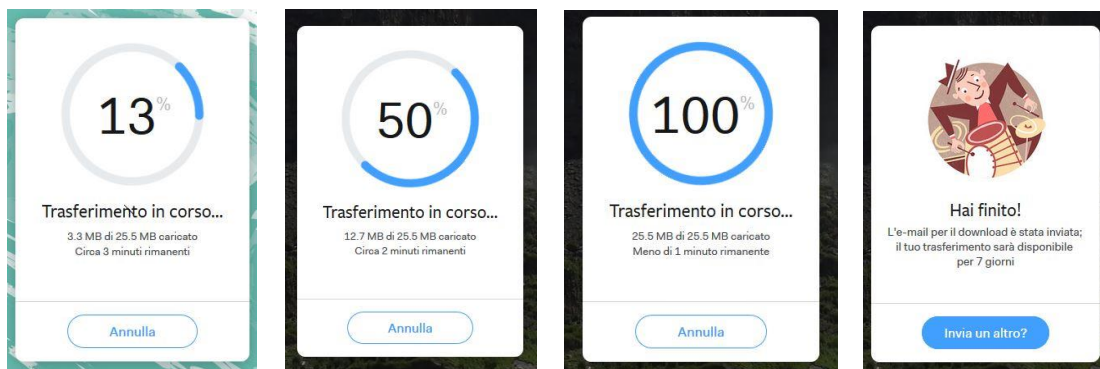 13%
Trasferimento in corso...
3.3 MB di 25.5 MB caricato
Circa 3 minuti rimanenti
Annulla
50%
Trasferimento in corso...
12.7 MB di 25.5 MB caricato
Circa 2 minuti rimanenti
Annulla
100%
Trasferimento in corso...
25.5 MB di 25.5 MB caricato
Meno di 1 minuto rimanente
Annulla
Hai finito!
L'e-mail per il download è stata inviata;
il tuo trasferimento sarà disponibile
per 7 giorni
Invia un altro?